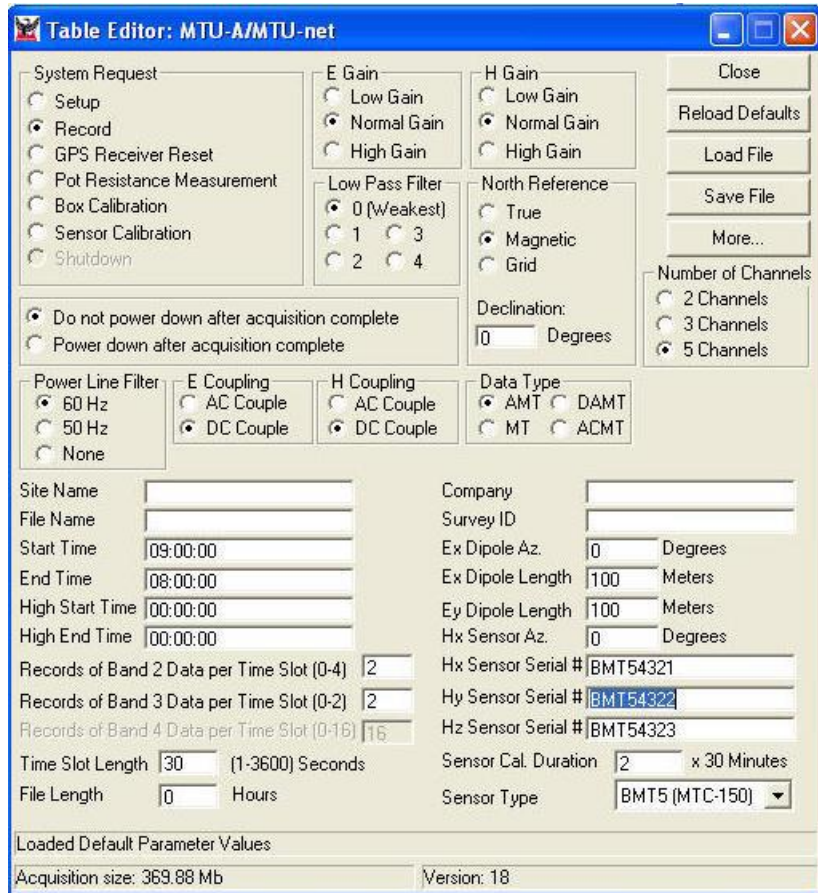 Table Editor: MTU-A/MTU-net
System Request
Setup
Record
GPS Receiver Reset
Pot Resistance Measurement
Box Calibration
Sensor Calibration
Shutdown
E Gain
Low Gain
Normal Gain
High Gain
H Gain
Low Gain
Normal Gain
High Gain
Close
Reload Defaults
Load File
Save File
More...
Low Pass Filter
0 (Weakest)
1 3
2 4
North Reference
True
Magnetic
Grid
Declination:
0 Degrees
Number of Channels
2 Channels
3 Channels
5 Channels
Do not power down after acquisition complete
Power down after acquisition complete
Power Line Filter
60 Hz
50 Hz
None
E Coupling
AC Couple
DC Couple
H Coupling
AC Couple
DC Couple
Data Type
AMT DAMT
MT ACMT
Site Name
File Name
Start Time 09:00:00
End Time 08:00:00
High Start Time 00:00:00
High End Time 00:00:00
Records of Band 2 Data per Time Slot (0-4) 2
Records of Band 3 Data per Time Slot (0-2) 2
Records of Band 4 Data per Time Slot (0-16) 16
Time Slot Length 30 (1-3600) Seconds
File Length 0 Hours
Company
Survey ID
Ex Dipole Az. 0 Degrees
Ex Dipole Length 100 Meters
Ey Dipole Length 100 Meters
Hx Sensor Az. 0 Degrees
Hx Sensor Serial # BMT54321
Hy Sensor Serial # BMT54322
Hz Sensor Serial # BMT54323
Sensor Cal. Duration 2 x 30 Minutes
Sensor Type BMT5 (MTC-150)
Loaded Default Parameter Values
Acquisition size: 369.88 Mb
Version: 18